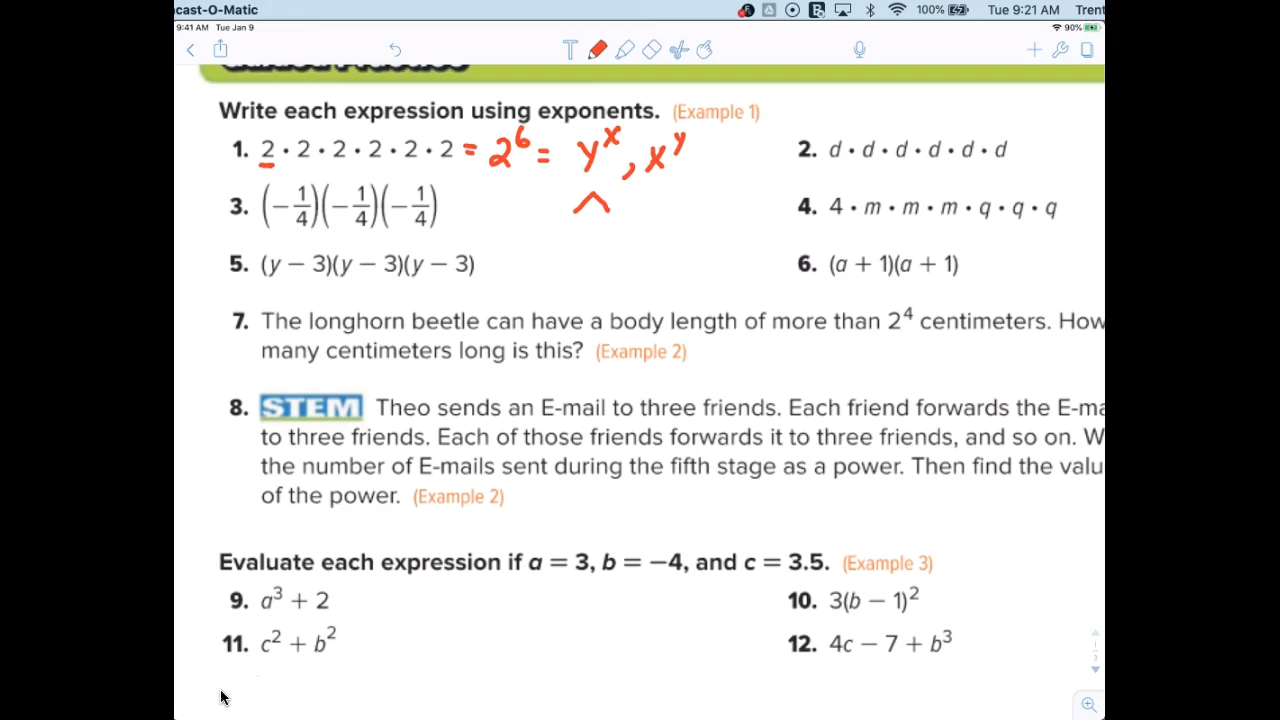 cast-O-Matic 100% Tue 9:21 AM Trent
9:41 AM Tue Jan 9 90%
Guided Practice
Write each expression using exponents. (Example 1)
1. 2 • 2 • 2 • 2 • 2 • 2 = 2⁶ = yˣ, xʸ
^
2. d • d • d • d • d • d
3. (−1/4)(−1/4)(−1/4)
4. 4 • m • m • m • q • q • q
5. (y − 3)(y − 3)(y − 3)
6. (a + 1)(a + 1)
7. The longhorn beetle can have a body length of more than 2⁴ centimeters. How
many centimeters long is this? (Example 2)
8. STEM Theo sends an E-mail to three friends. Each friend forwards the E-ma
to three friends. Each of those friends forwards it to three friends, and so on. W
the number of E-mails sent during the fifth stage as a power. Then find the valu
of the power. (Example 2)
Evaluate each expression if a = 3, b = −4, and c = 3.5. (Example 3)
9. a³ + 2
10. 3(b − 1)²
11. c² + b²
12. 4c − 7 + b³